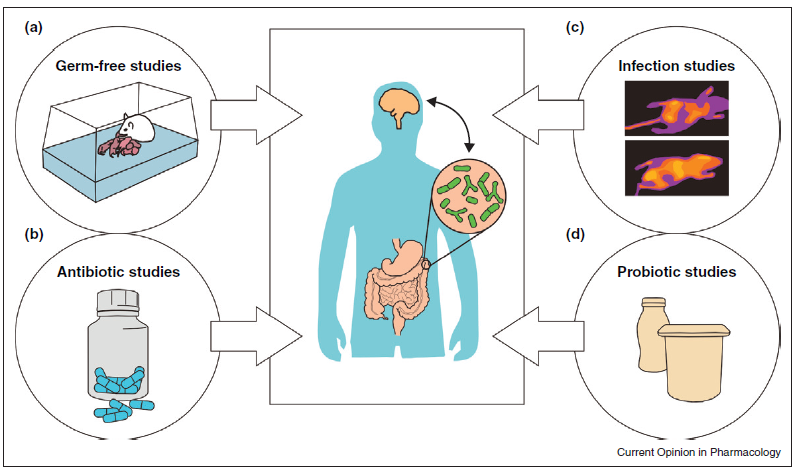 (a)
Germ-free studies
(b)
Antibiotic studies
(c)
Infection studies
(d)
Probiotic studies
Current Opinion in Pharmacology